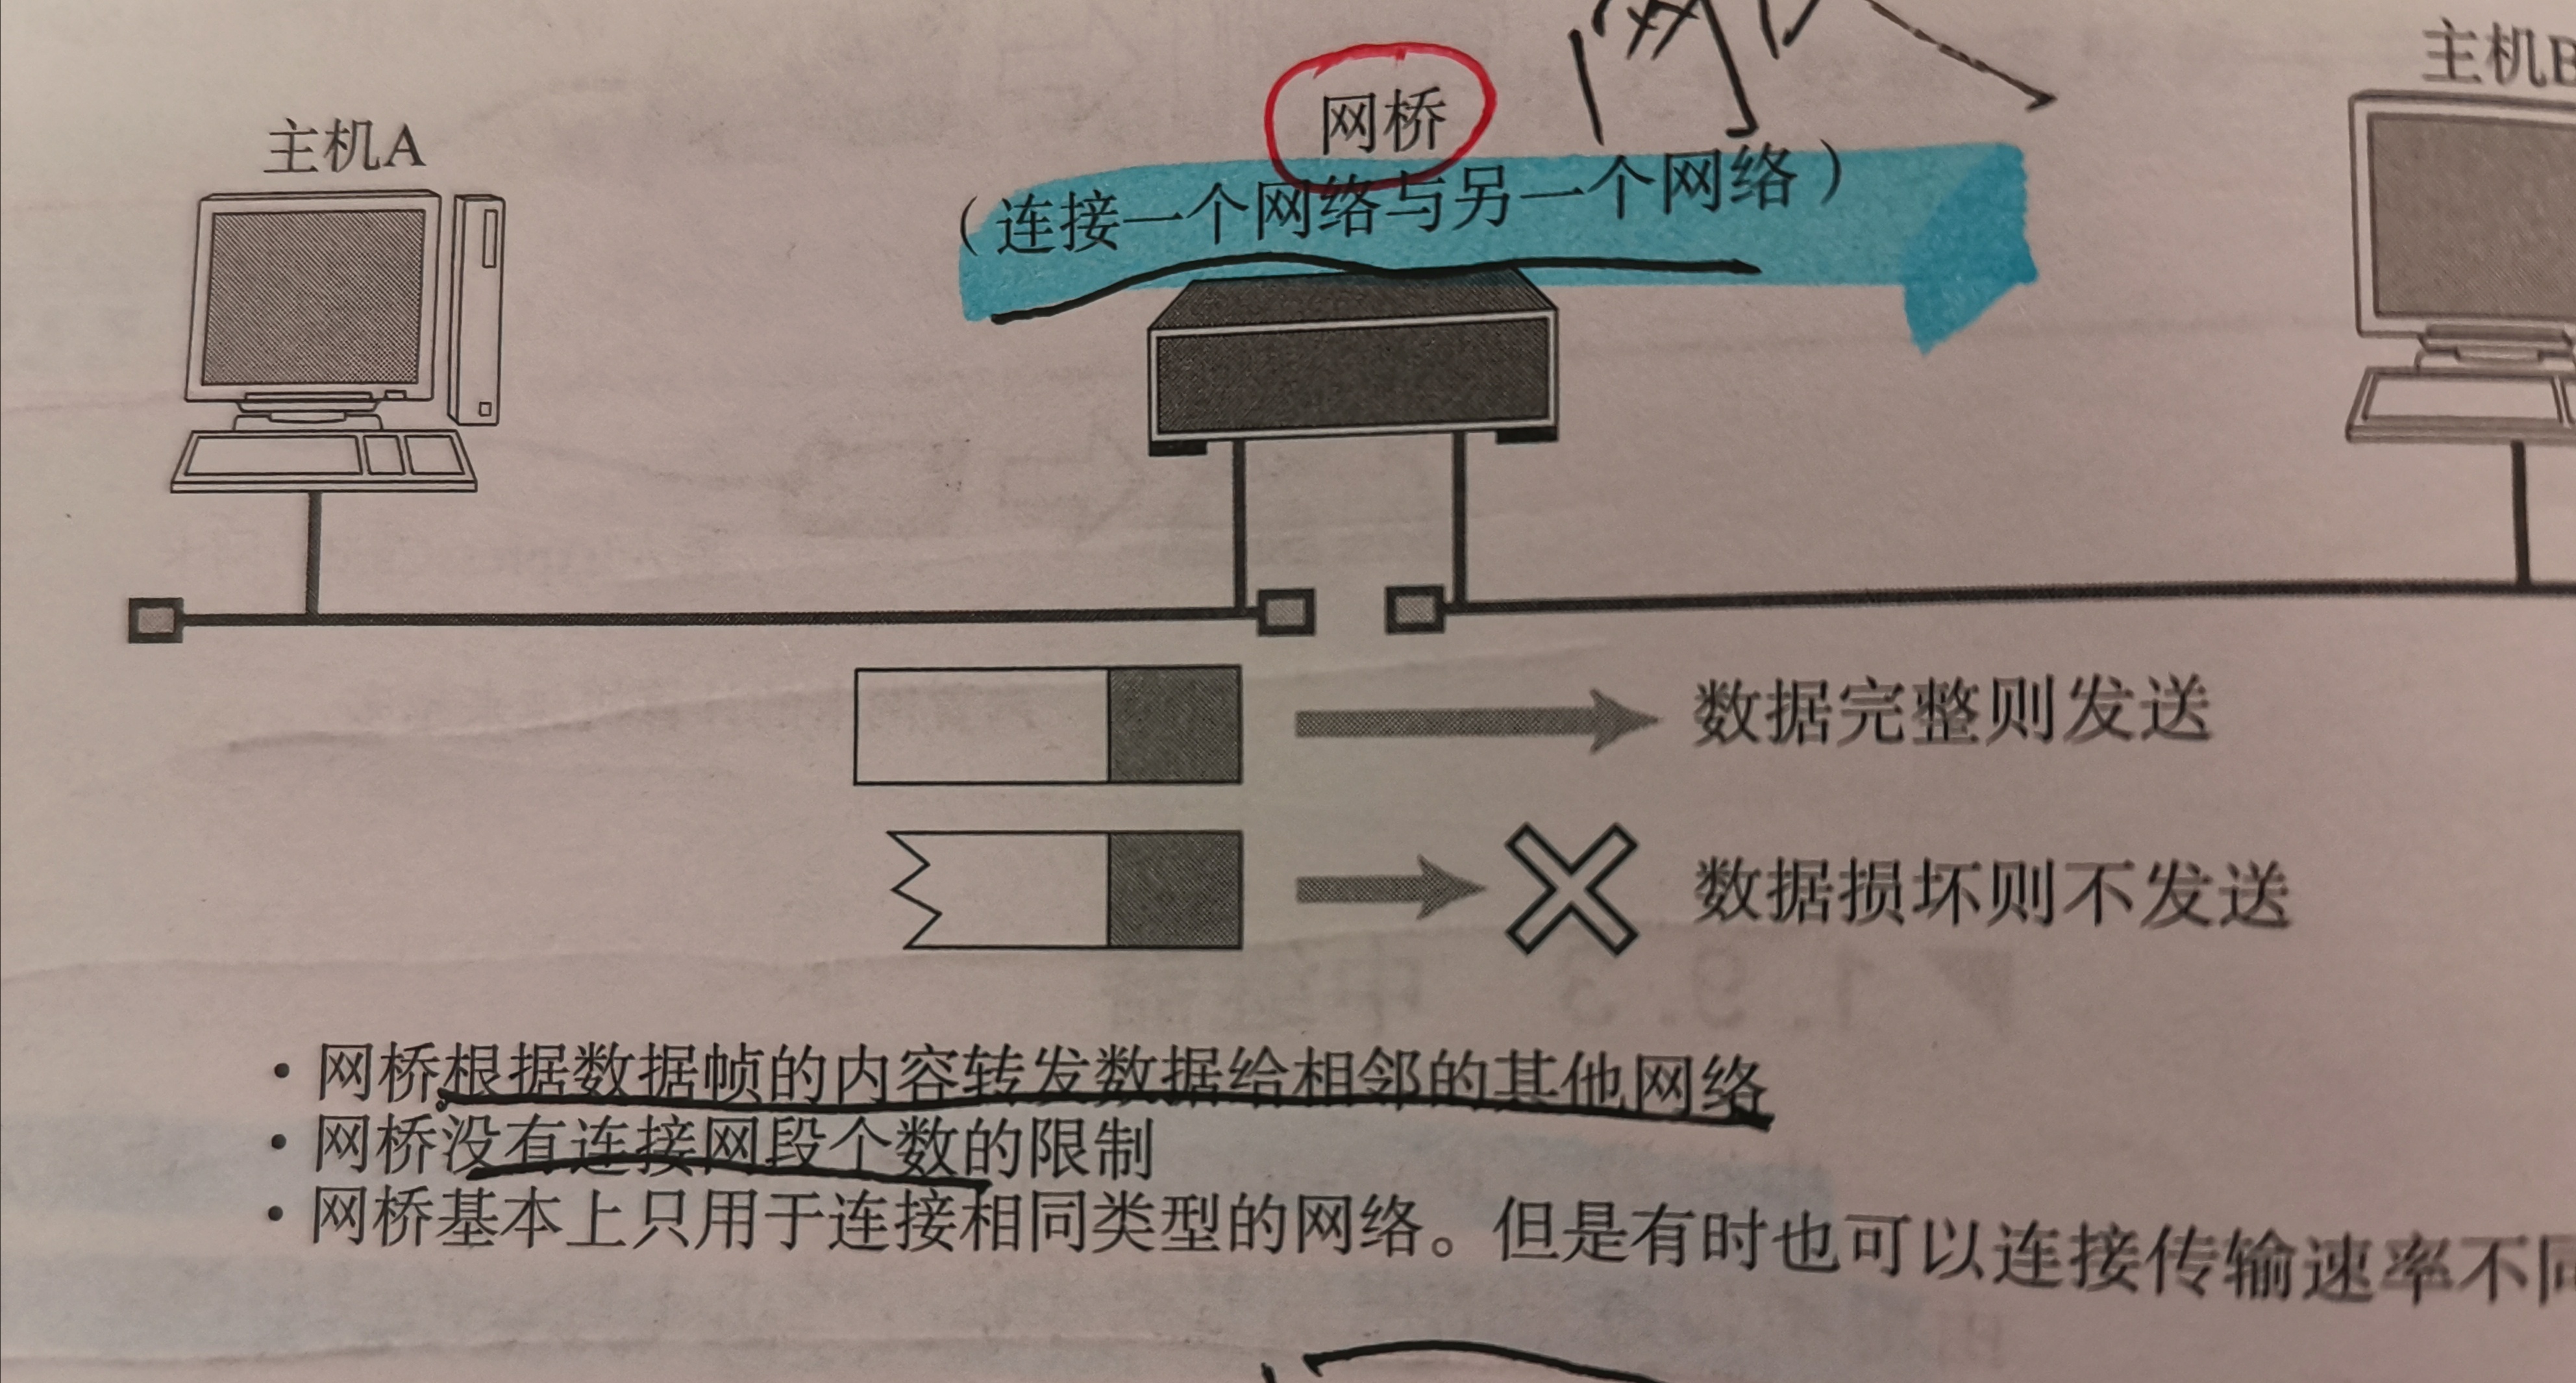 主机A
网桥
(连接一个网络与另一个网络)
主机B
数据完整则发送
数据损坏则不发送
·网桥根据数据帧的内容转发数据给相邻的其他网络
·网桥没有连接网段个数的限制
·网桥基本上只用于连接相同类型的网络。但是有时也可以连接传输速率不同